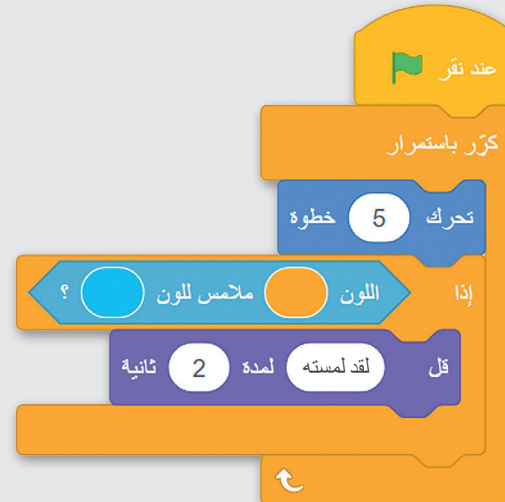 عند نقر
كرّر باستمرار
تحرك 5 خطوة
إذا اللون ملامس للون ؟
قل لقد لمسته لمدة 2 ثانية